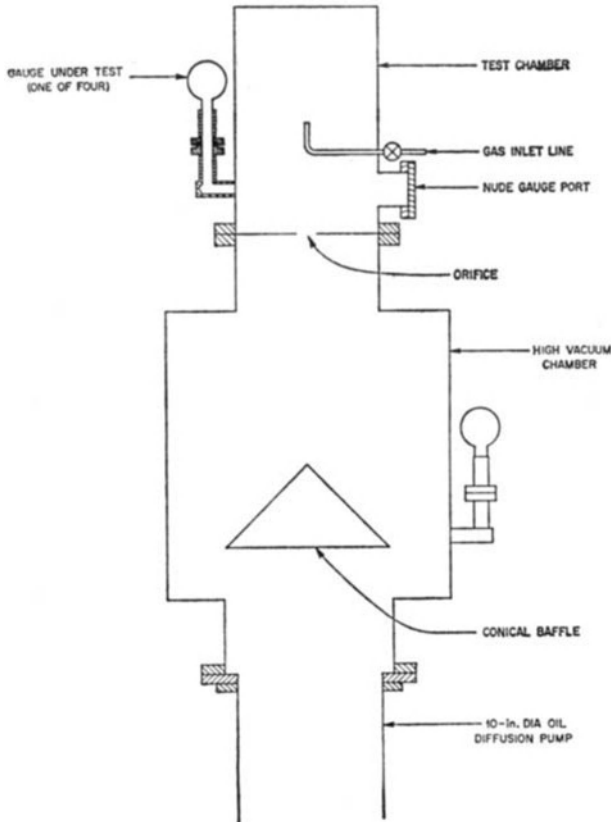 GAUGE UNDER TEST
(ONE OF FOUR)
TEST CHAMBER
GAS INLET LINE
NUDE GAUGE PORT
ORIFICE
HIGH VACUUM
CHAMBER
CONICAL BAFFLE
10-in. DIA OIL
DIFFUSION PUMP